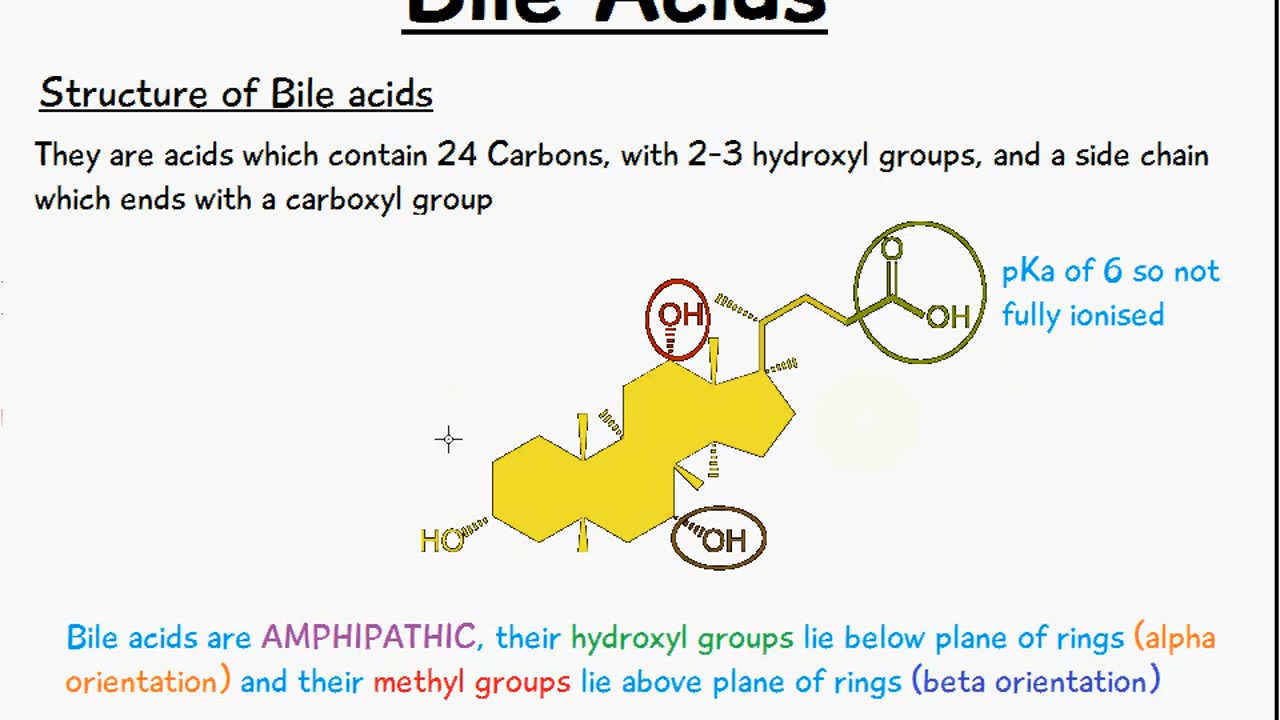 Bile Acids
Structure of Bile acids
They are acids which contain 24 Carbons, with 2-3 hydroxyl groups, and a side chain
which ends with a carboxyl group
O
OH
OH
pKa of 6 so not
fully ionised
HO
OH
Bile acids are AMPHIPATHIC, their hydroxyl groups lie below plane of rings (alpha
orientation) and their methyl groups lie above plane of rings (beta orientation)